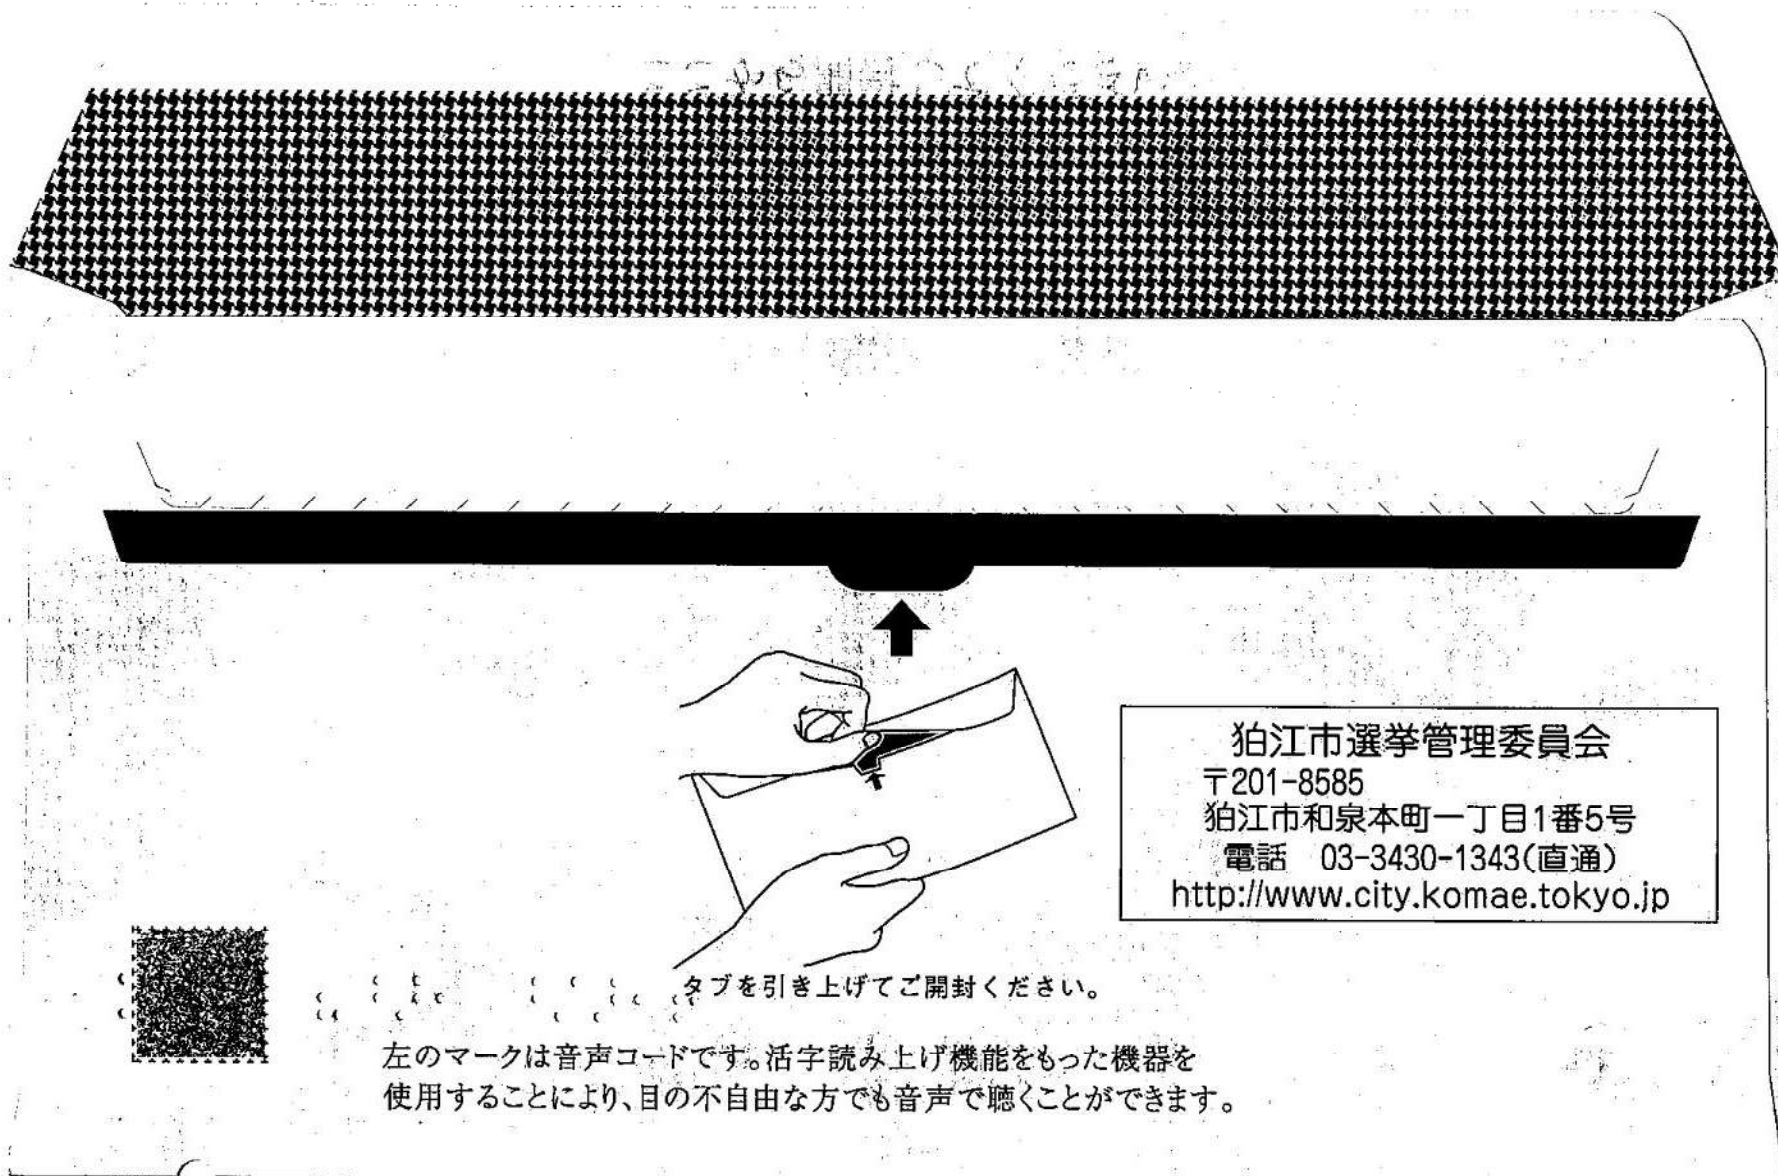 狛江市選挙管理委員会
〒201-8585
狛江市和泉本町一丁目1番5号
電話　03-3430-1343(直通)
http://www.city.komae.tokyo.jp
タブを引き上げてご開封ください。
左のマークは音声コードです。活字読み上げ機能をもった機器を
使用することにより、目の不自由な方でも音声で聴くことができます。